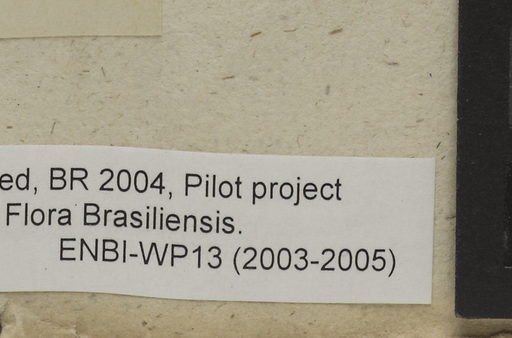 ed, BR 2004, Pilot project
Flora Brasiliensis.
ENBI-WP13 (2003-2005)